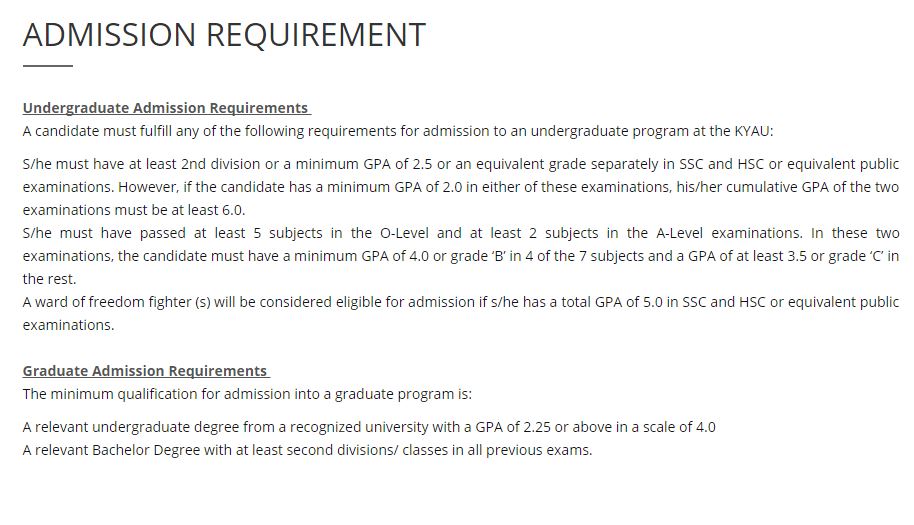 ADMISSION REQUIREMENT
Undergraduate Admission Requirements
A candidate must fulfill any of the following requirements for admission to an undergraduate program at the KYAU:
S/he must have at least 2nd division or a minimum GPA of 2.5 or an equivalent grade separately in SSC and HSC or equivalent public
examinations. However, if the candidate has a minimum GPA of 2.0 in either of these examinations, his/her cumulative GPA of the two
examinations must be at least 6.0.
S/he must have passed at least 5 subjects in the O-Level and at least 2 subjects in the A-Level examinations. In these two
examinations, the candidate must have a minimum GPA of 4.0 or grade ‘B’ in 4 of the 7 subjects and a GPA of at least 3.5 or grade ‘C’ in
the rest.
A ward of freedom fighter (s) will be considered eligible for admission if s/he has a total GPA of 5.0 in SSC and HSC or equivalent public
examinations.
Graduate Admission Requirements
The minimum qualification for admission into a graduate program is:
A relevant undergraduate degree from a recognized university with a GPA of 2.25 or above in a scale of 4.0
A relevant Bachelor Degree with at least second divisions/ classes in all previous exams.